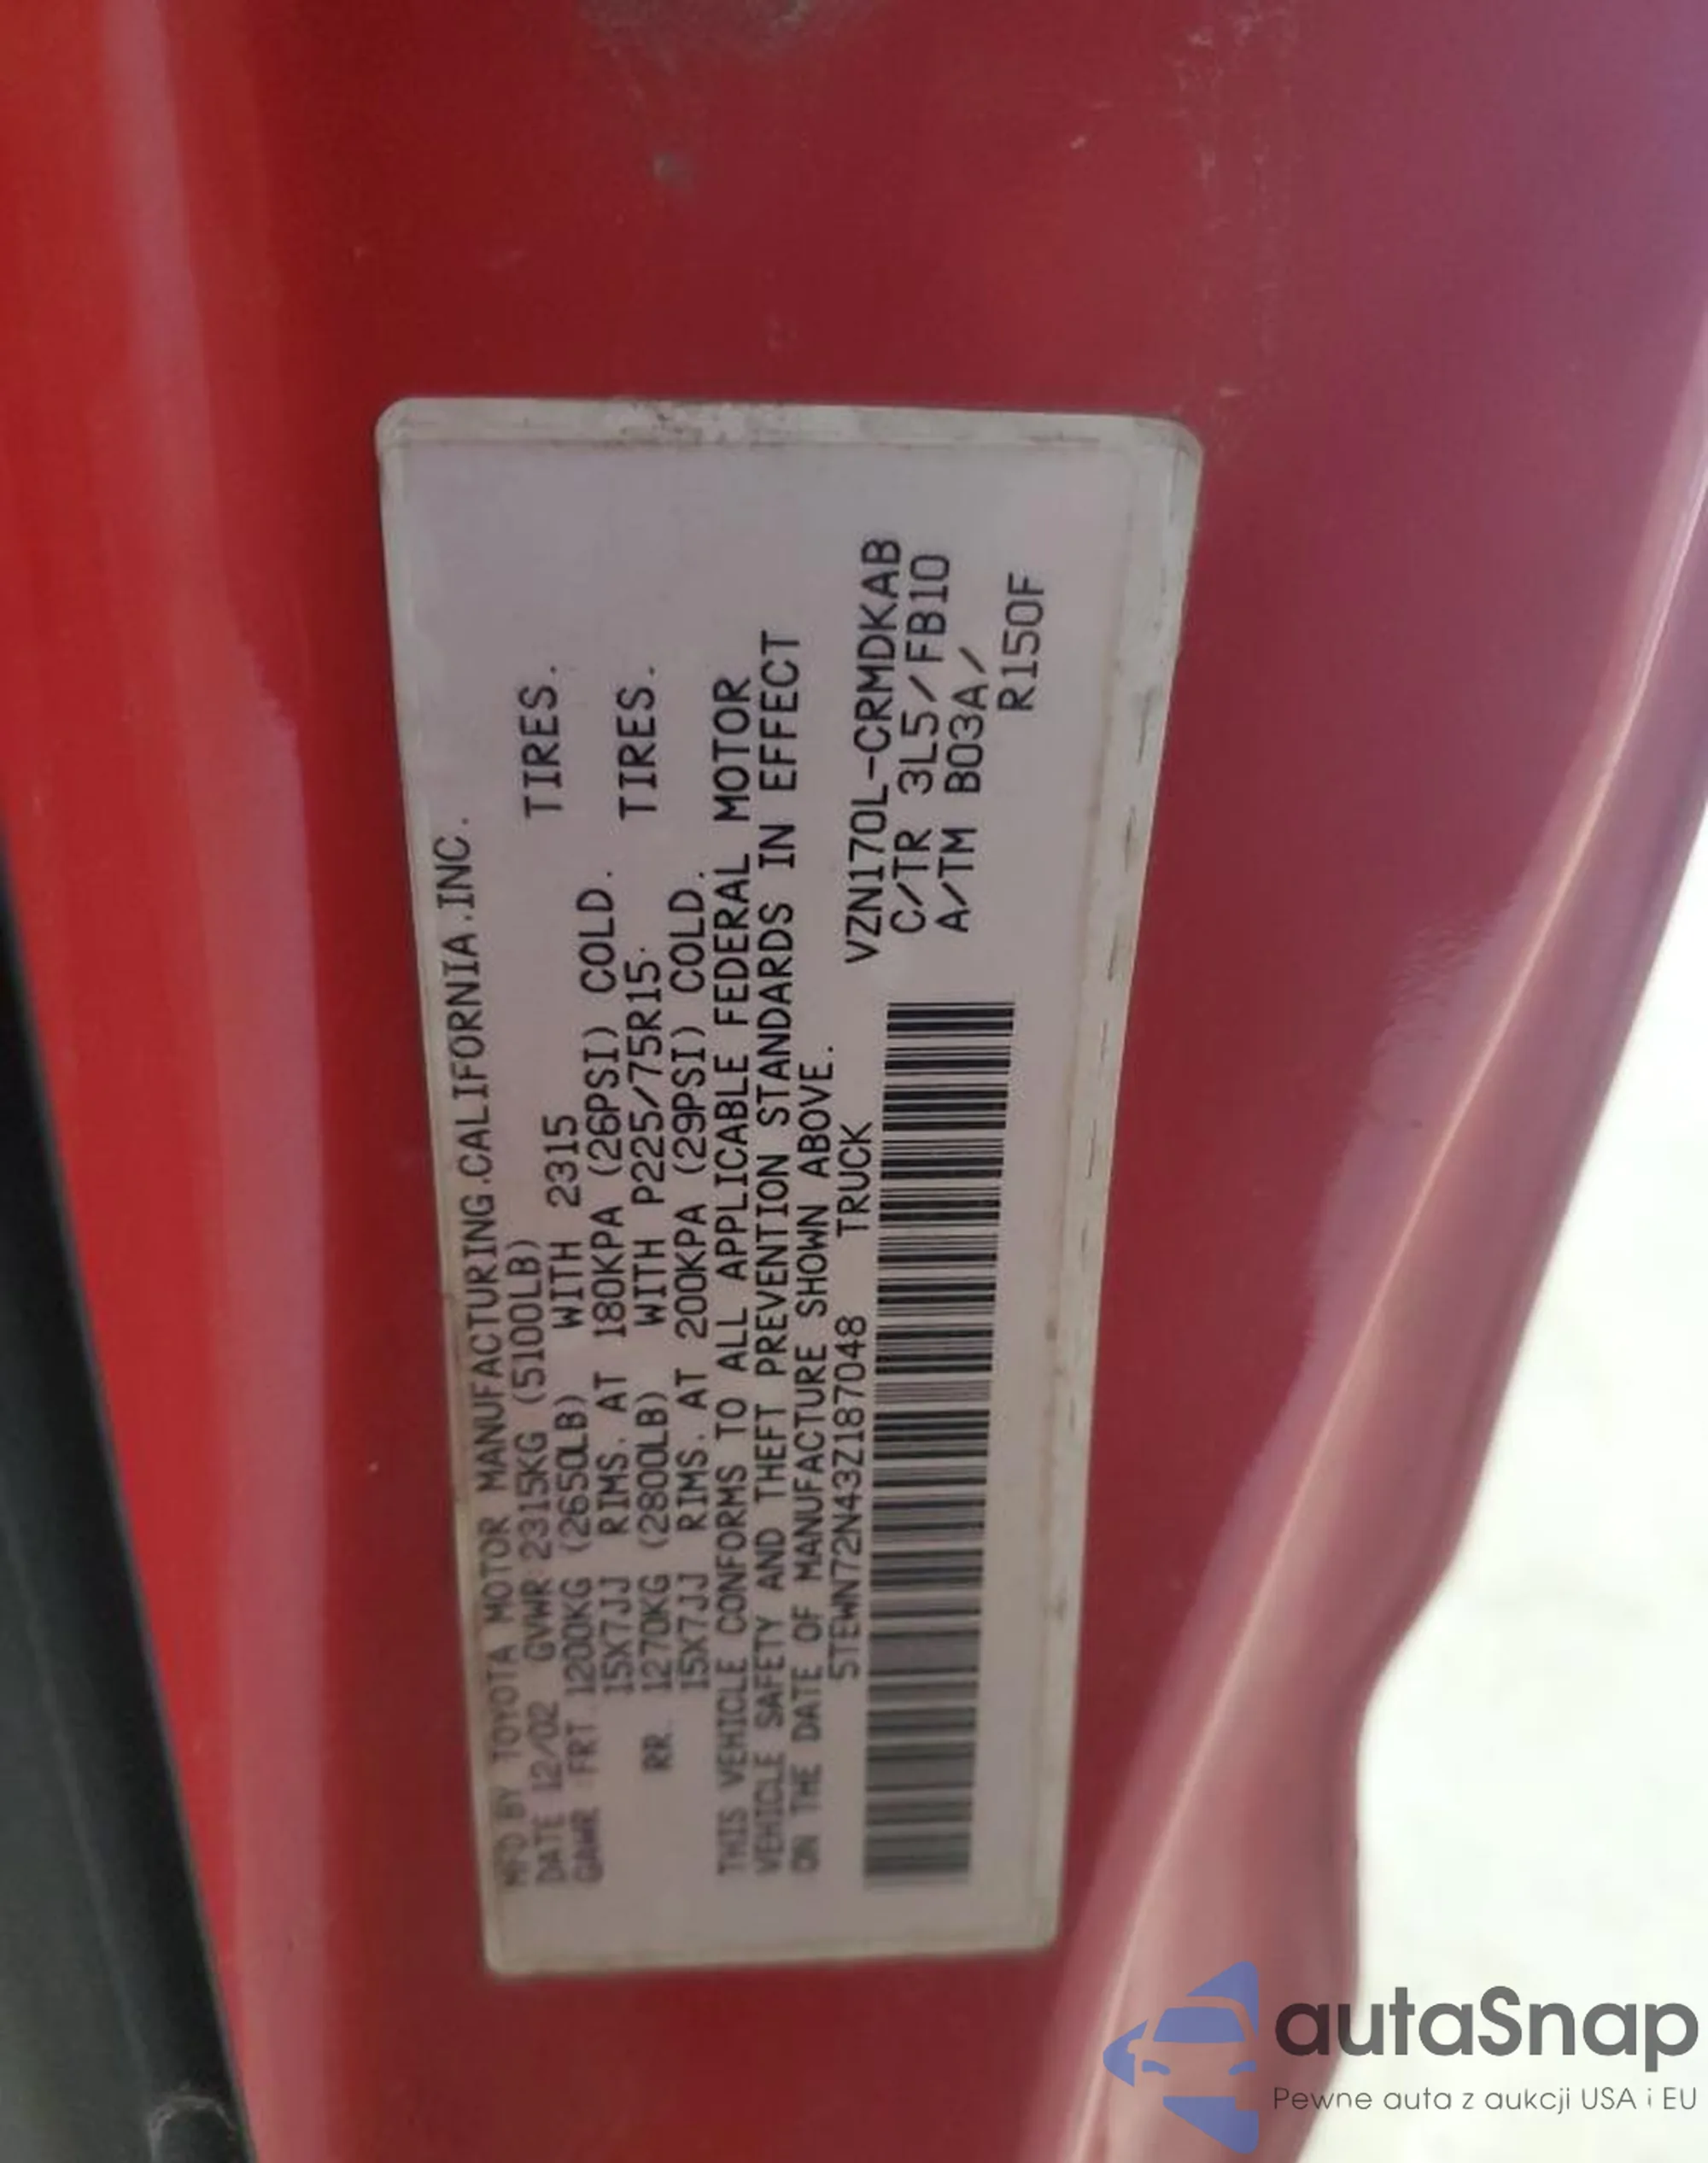 MFD BY TOYOTA MOTOR MANUFACTURING.CALIFORNIA.INC.
DATE 12/02 GVWR 2315KG (5100LB)
GAWR FRT. 1200KG (2650LB) WITH 2315 TIRES.
15X7JJ RIMS. AT 180KPA (26PSI) COLD.
RR. 1270KG (2800LB) WITH P225/75R15. TIRES.
15X7JJ RIMS. AT 200KPA (29PSI) COLD.
THIS VEHICLE CONFORMS TO ALL APPLICABLE FEDERAL MOTOR
VEHICLE SAFETY AND THEFT PREVENTION STANDARDS IN EFFECT
ON THE DATE OF MANUFACTURE SHOWN ABOVE.
5TEWN72N43Z187048 TRUCK
VZN170L-CRMDKAB
C/TR 3L5/FB10
A/TM B03A/
R150F
autaSnap
Pewne auta z aukcji USA i EU